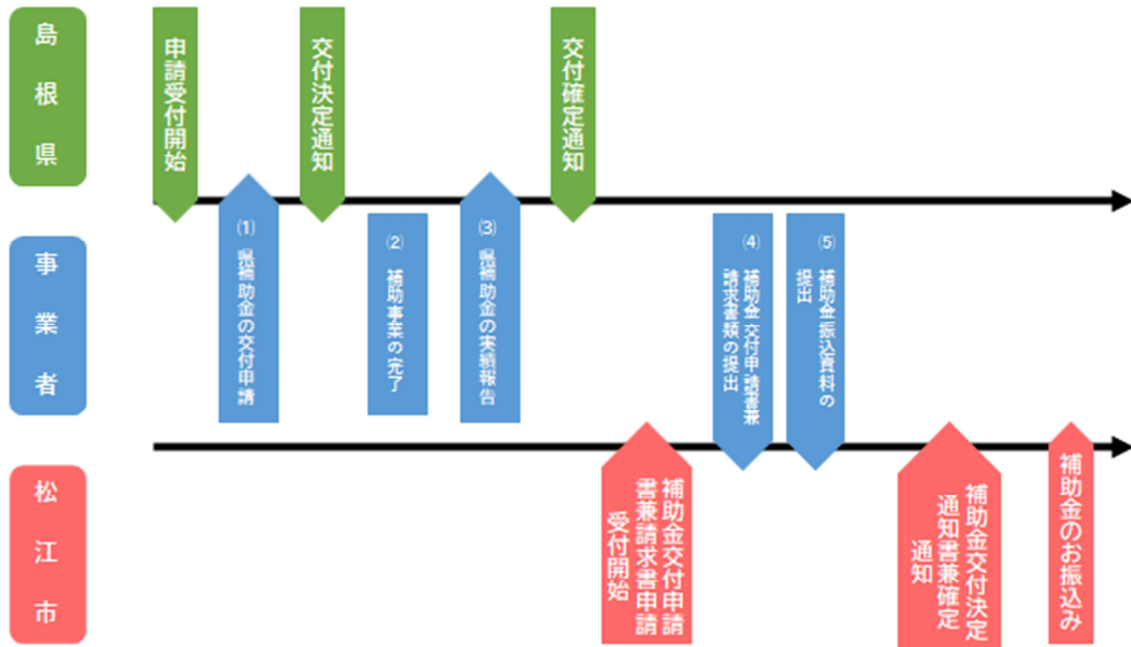 島根県
申請受付開始
交付決定通知
交付確定通知
事業者
(1) 県補助金の交付申請
(2) 補助事業の完了
(3) 県補助金の実績報告
(4) 補助金交付申請書兼
請求書類の提出
(5) 補助金振込資料の
提出
松江市
補助金交付申請
書兼請求書申請
受付開始
補助金交付決定
通知書兼確定
通知
補助金のお振込み